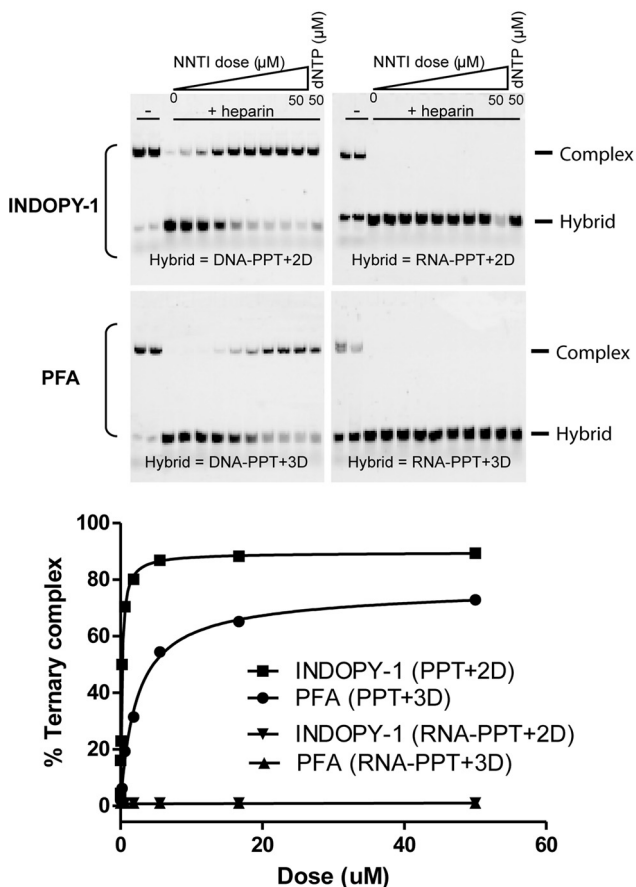 NNTI dose (µM)
dNTP (µM)
NNTI dose (µM)
dNTP (µM)
0
50
50
0
50
50
-
+ heparin
-
+ heparin
Complex
INDOPY-1
Hybrid
Hybrid = DNA-PPT+2D
Hybrid = RNA-PPT+2D
Complex
PFA
Hybrid
Hybrid = DNA-PPT+3D
Hybrid = RNA-PPT+3D
% Ternary complex
100
80
60
40
20
0
INDOPY-1 (PPT+2D)
PFA (PPT+3D)
INDOPY-1 (RNA-PPT+2D)
PFA (RNA-PPT+3D)
0
20
40
60
Dose (uM)